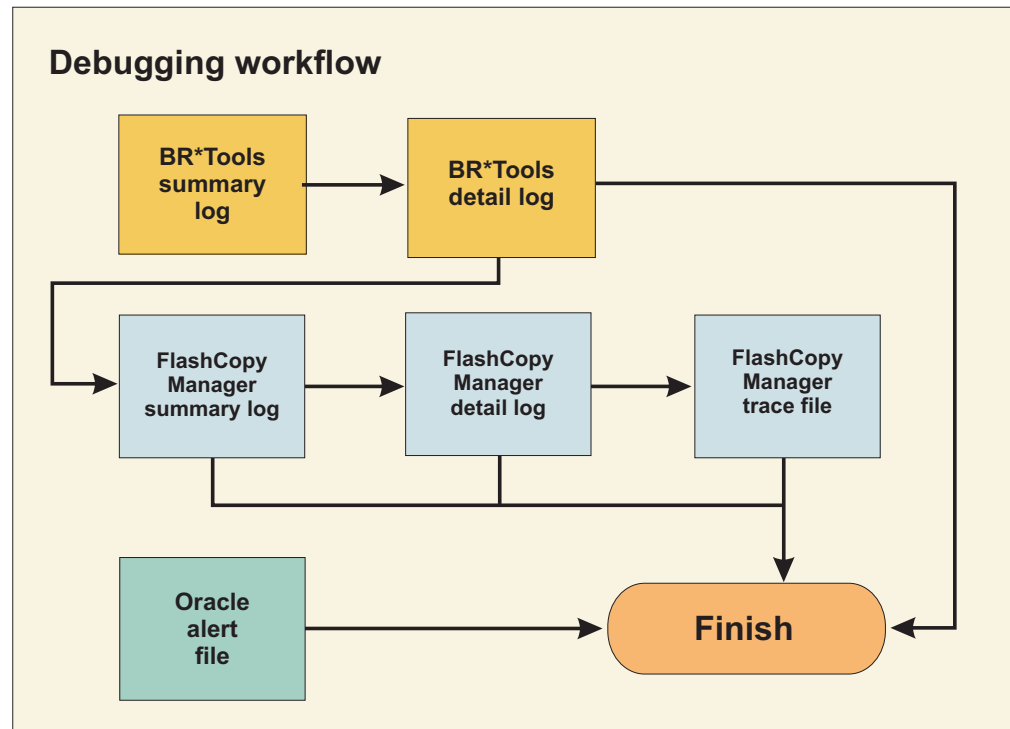 Debugging workflow
BR*Tools
summary
log
BR*Tools
detail log
FlashCopy
Manager
summary log
FlashCopy
Manager
detail log
FlashCopy
Manager
trace file
Oracle
alert
file
Finish